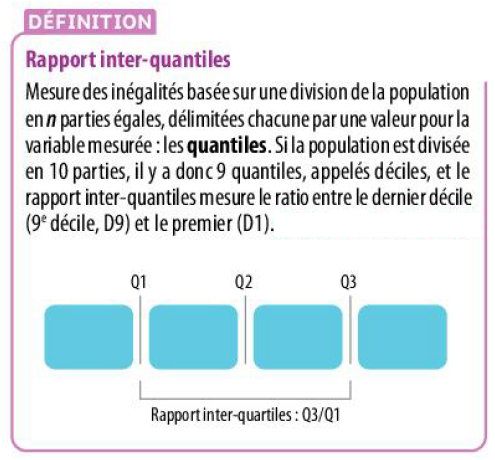 DÉFINITION
Rapport inter-quantiles
Mesure des inégalités basée sur une division de la population
en n parties égales, délimitées chacune par une valeur pour la
variable mesurée : les quantiles. Si la population est divisée
en 10 parties, il y a donc 9 quantiles, appelés déciles, et le
rapport inter-quantiles mesure le ratio entre le dernier décile
(9e décile, D9) et le premier (D1).
Q1 Q2 Q3
Rapport inter-quartiles : Q3/Q1